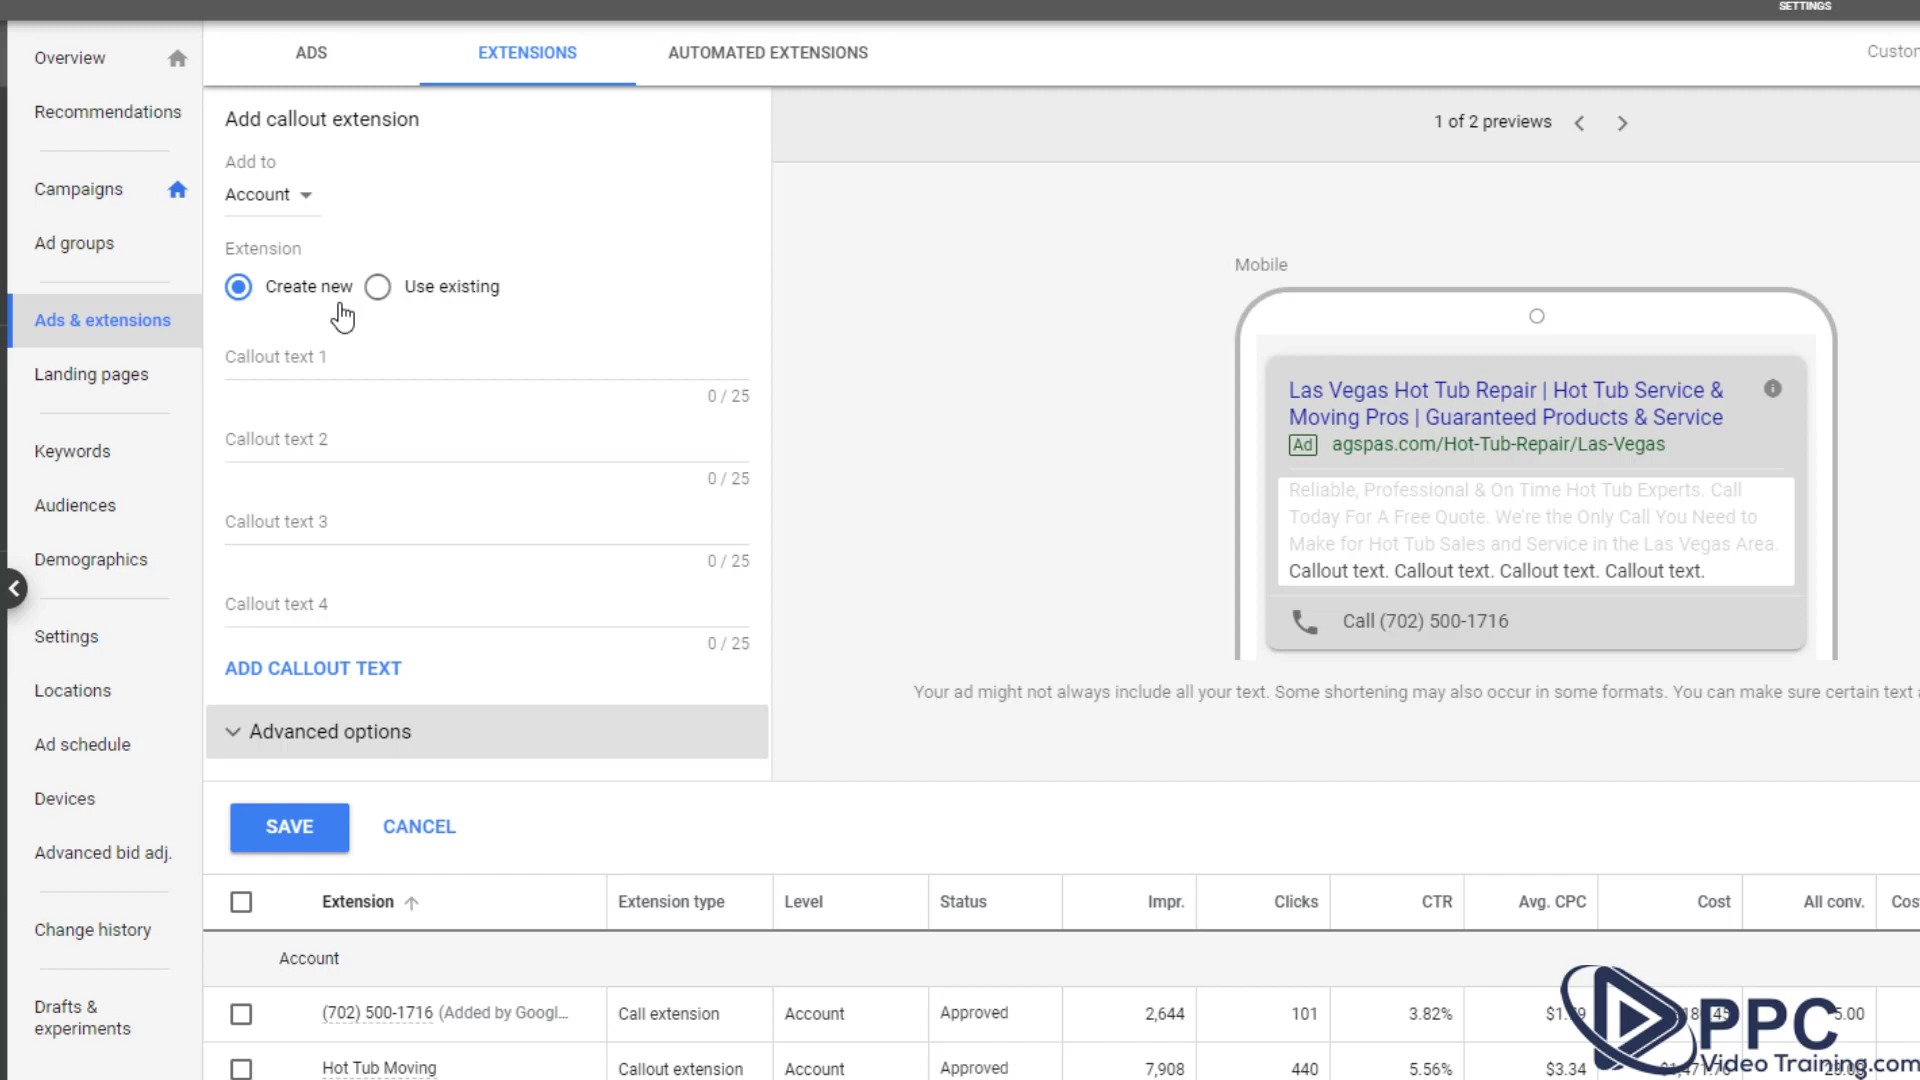 SETTINGS
Overview
Recommendations
Campaigns
Ad groups
Ads & extensions
Landing pages
Keywords
Audiences
Demographics
Settings
Locations
Ad schedule
Devices
Advanced bid adj.
Change history
Drafts &
experiments
ADS EXTENSIONS AUTOMATED EXTENSIONS
Custom
Add callout extension
Add to
Account
Extension
Create new Use existing
Callout text 1
0 / 25
Callout text 2
0 / 25
Callout text 3
0 / 25
Callout text 4
0 / 25
ADD CALLOUT TEXT
Advanced options
1 of 2 previews
Mobile
Las Vegas Hot Tub Repair | Hot Tub Service &
Moving Pros | Guaranteed Products & Service
Ad agspas.com/Hot-Tub-Repair/Las-Vegas
Reliable, Professional & On Time Hot Tub Experts. Call
Today For A Free Quote. We're the Only Call You Need to
Make for Hot Tub Sales and Service in the Las Vegas Area.
Callout text. Callout text. Callout text. Callout text.
Call (702) 500-1716
Your ad might not always include all your text. Some shortening may also occur in some formats. You can make sure certain text
SAVE CANCEL
Extension Extension type Level Status Impr. Clicks CTR Avg. CPC Cost All conv. Cos
Account
(702) 500-1716 (Added by Googl... Call extension Account Approved 2,644 101 3.82% 5.00
Hot Tub Moving Callout extension Account Approved 7,908 440 5.56% $3.34
PPC
Video Training.com